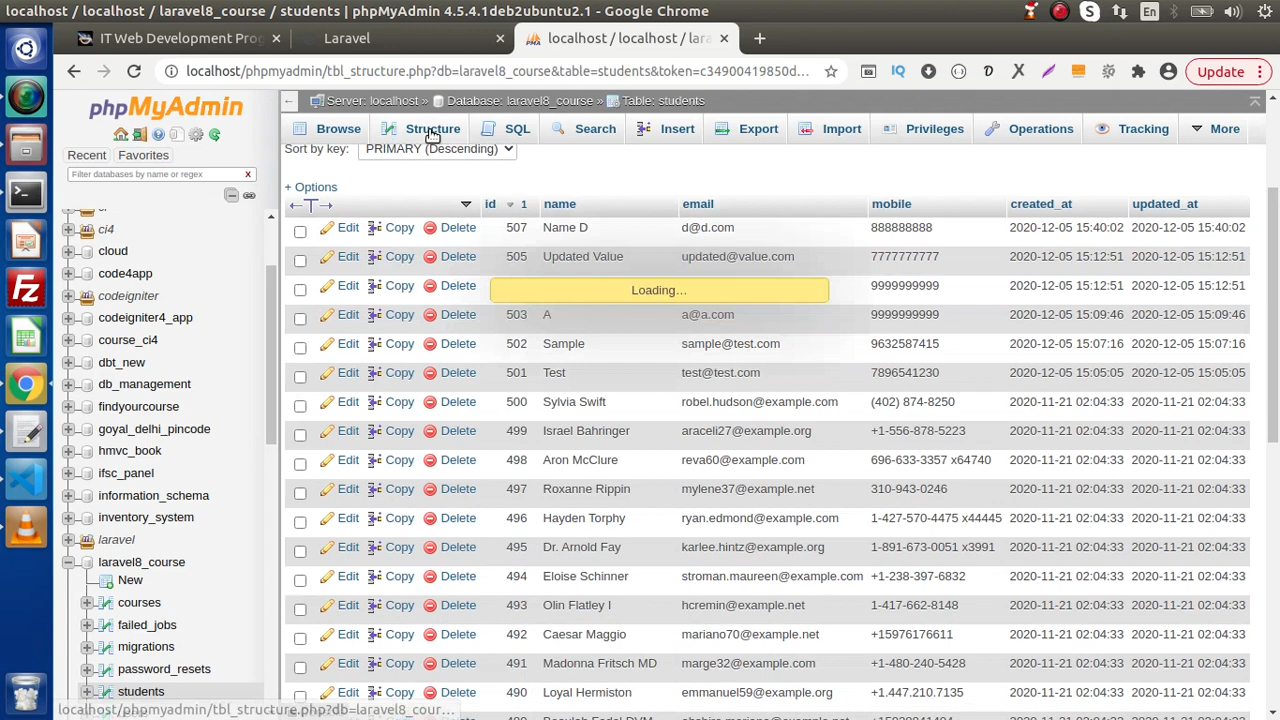 localhost / localhost / laravel8_course / students | phpMyAdmin 4.5.4.1deb2ubuntu2.1 - Google Chrome
En
IT Web Development Pro
Laravel
localhost / localhost / lara
localhost/phpmyadmin/tbl_structure.php?db=laravel8_course&table=students&token=c34900419850d…
IQ
Update
phpMyAdmin
Recent Favorites
Filter databases by name or regex X
ci4
cloud
code4app
codeigniter
codeigniter4_app
course_ci4
dbt_new
db_management
findyourcourse
goyal_delhi_pincode
hmvc_book
ifsc_panel
information_schema
inventory_system
laravel
laravel8_course
New
courses
failed_jobs
migrations
password_resets
students
Server: localhost » Database: laravel8_course » Table: students
Browse Structure SQL Search Insert Export Import Privileges Operations Tracking More
Sort by key: PRIMARY (Descending)
+ Options
←T→ id 1 name email mobile created_at updated_at
Edit Copy Delete 507 Name D d@d.com 888888888 2020-12-05 15:40:02 2020-12-05 15:40:02
Edit Copy Delete 505 Updated Value updated@value.com 7777777777 2020-12-05 15:12:51 2020-12-05 15:12:51
Edit Copy Delete 9999999999 2020-12-05 15:12:51 2020-12-05 15:12:51
Loading…
Edit Copy Delete 503 A a@a.com 9999999999 2020-12-05 15:09:46 2020-12-05 15:09:46
Edit Copy Delete 502 Sample sample@test.com 9632587415 2020-12-05 15:07:16 2020-12-05 15:07:16
Edit Copy Delete 501 Test test@test.com 7896541230 2020-12-05 15:05:05 2020-12-05 15:05:05
Edit Copy Delete 500 Sylvia Swift robel.hudson@example.com (402) 874-8250 2020-11-21 02:04:33 2020-11-21 02:04:33
Edit Copy Delete 499 Israel Bahringer araceli27@example.org +1-556-878-5223 2020-11-21 02:04:33 2020-11-21 02:04:33
Edit Copy Delete 498 Aron McClure reva60@example.com 696-633-3357 x64740 2020-11-21 02:04:33 2020-11-21 02:04:33
Edit Copy Delete 497 Roxanne Rippin mylene37@example.net 310-943-0246 2020-11-21 02:04:33 2020-11-21 02:04:33
Edit Copy Delete 496 Hayden Torphy ryan.edmond@example.com 1-427-570-4475 x44445 2020-11-21 02:04:33 2020-11-21 02:04:33
Edit Copy Delete 495 Dr. Arnold Fay karlee.hintz@example.org 1-891-673-0051 x3991 2020-11-21 02:04:33 2020-11-21 02:04:33
Edit Copy Delete 494 Eloise Schinner stroman.maureen@example.com +1-238-397-6832 2020-11-21 02:04:33 2020-11-21 02:04:33
Edit Copy Delete 493 Olin Flatley I hcremin@example.net 1-417-662-8148 2020-11-21 02:04:33 2020-11-21 02:04:33
Edit Copy Delete 492 Caesar Maggio mariano70@example.net +15976176611 2020-11-21 02:04:33 2020-11-21 02:04:33
Edit Copy Delete 491 Madonna Fritsch MD marge32@example.com +1-480-240-5428 2020-11-21 02:04:33 2020-11-21 02:04:33
Edit Copy Delete 490 Loyal Hermiston emmanuel59@example.org +1.447.210.7135 2020-11-21 02:04:33 2020-11-21 02:04:33
localhost/phpmyadmin/tbl_structure.php?db=laravel8_cour…